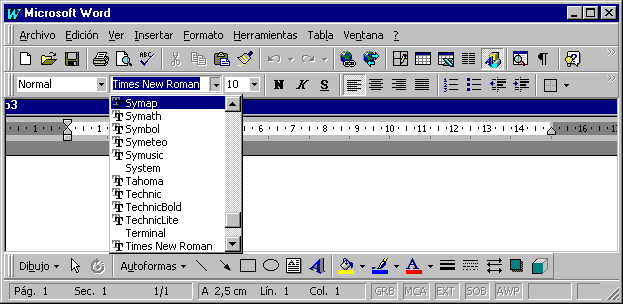 Microsoft Word
Archivo Edición Ver Insertar Formato Herramientas Tabla Ventana ?
Normal Times New Roman 10 N K S
o3
1 1 6 7 8 9 10 11 12 13 14 16
Symap
Symath
Symbol
Symeteo
Symusic
System
Tahoma
Technic
TechnicBold
TechnicLite
Terminal
Times New Roman
Dibujo Autoformas
Pág. 1 Sec. 1 1/1 A 2,5 cm Lín. 1 Col. 1 GRB MCA EXT SOB AWP